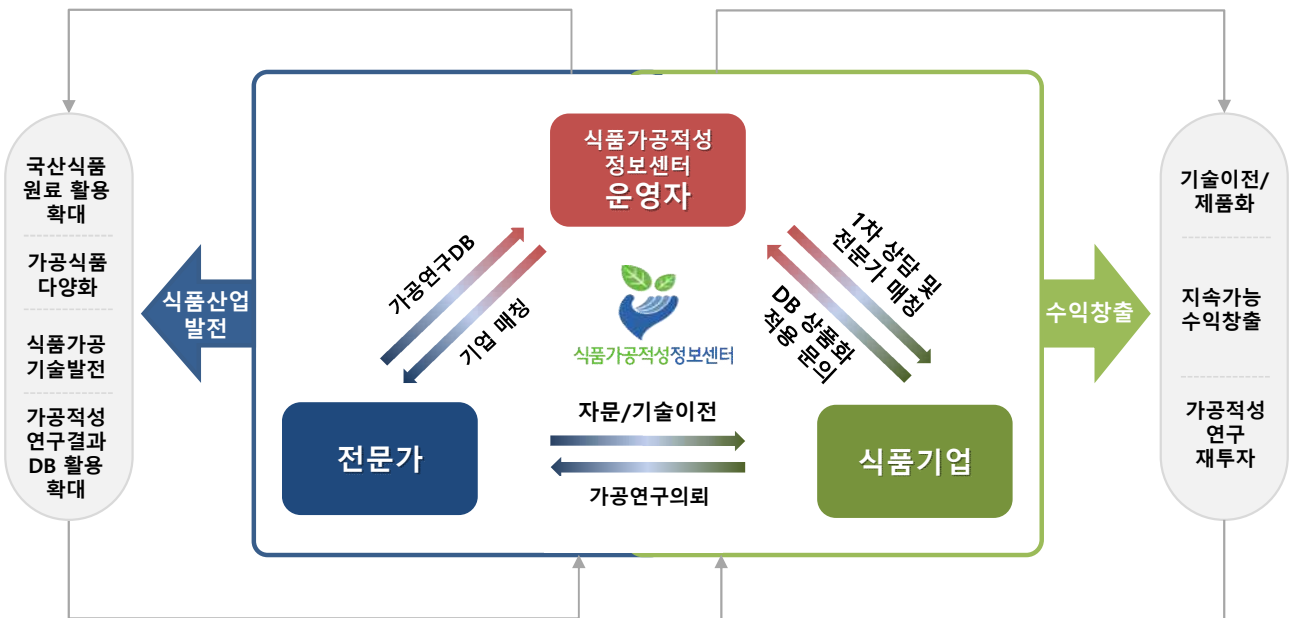 국산식품
원료 활용
확대
가공식품
다양화
식품가공
기술발전
가공적성
연구결과
DB 활용
확대
식품산업
발전
식품가공적성
정보센터
운영자
가공연구DB
기업 매칭
1차 상담 및
전문가 매칭
DB 상품화
적용 문의
식품가공적성정보센터
전문가
자문/기술이전
가공연구의뢰
식품기업
수익창출
기술이전/
제품화
지속가능
수익창출
가공적성
연구
재투자